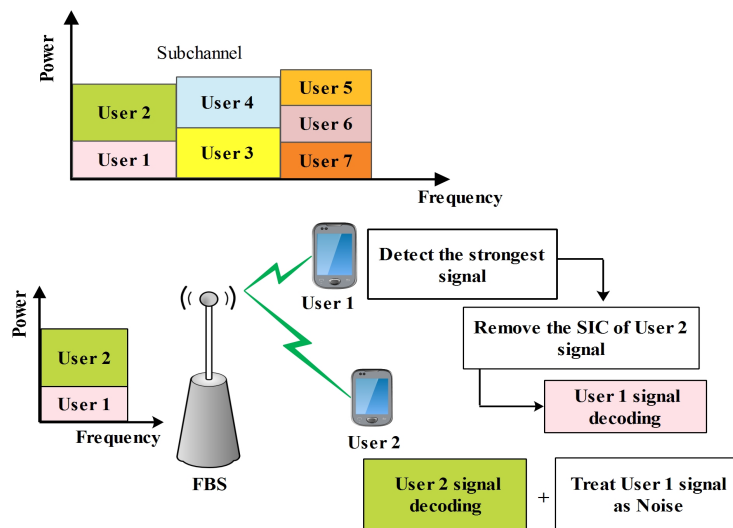 Power
Subchannel
User 2
User 1
User 4
User 3
User 5
User 6
User 7
Frequency
User 2
User 1
Power
Frequency
FBS
User 1
User 2
Detect the strongest
signal
Remove the SIC of User 2
signal
User 1 signal
decoding
User 2 signal
decoding
+
Treat User 1 signal
as Noise